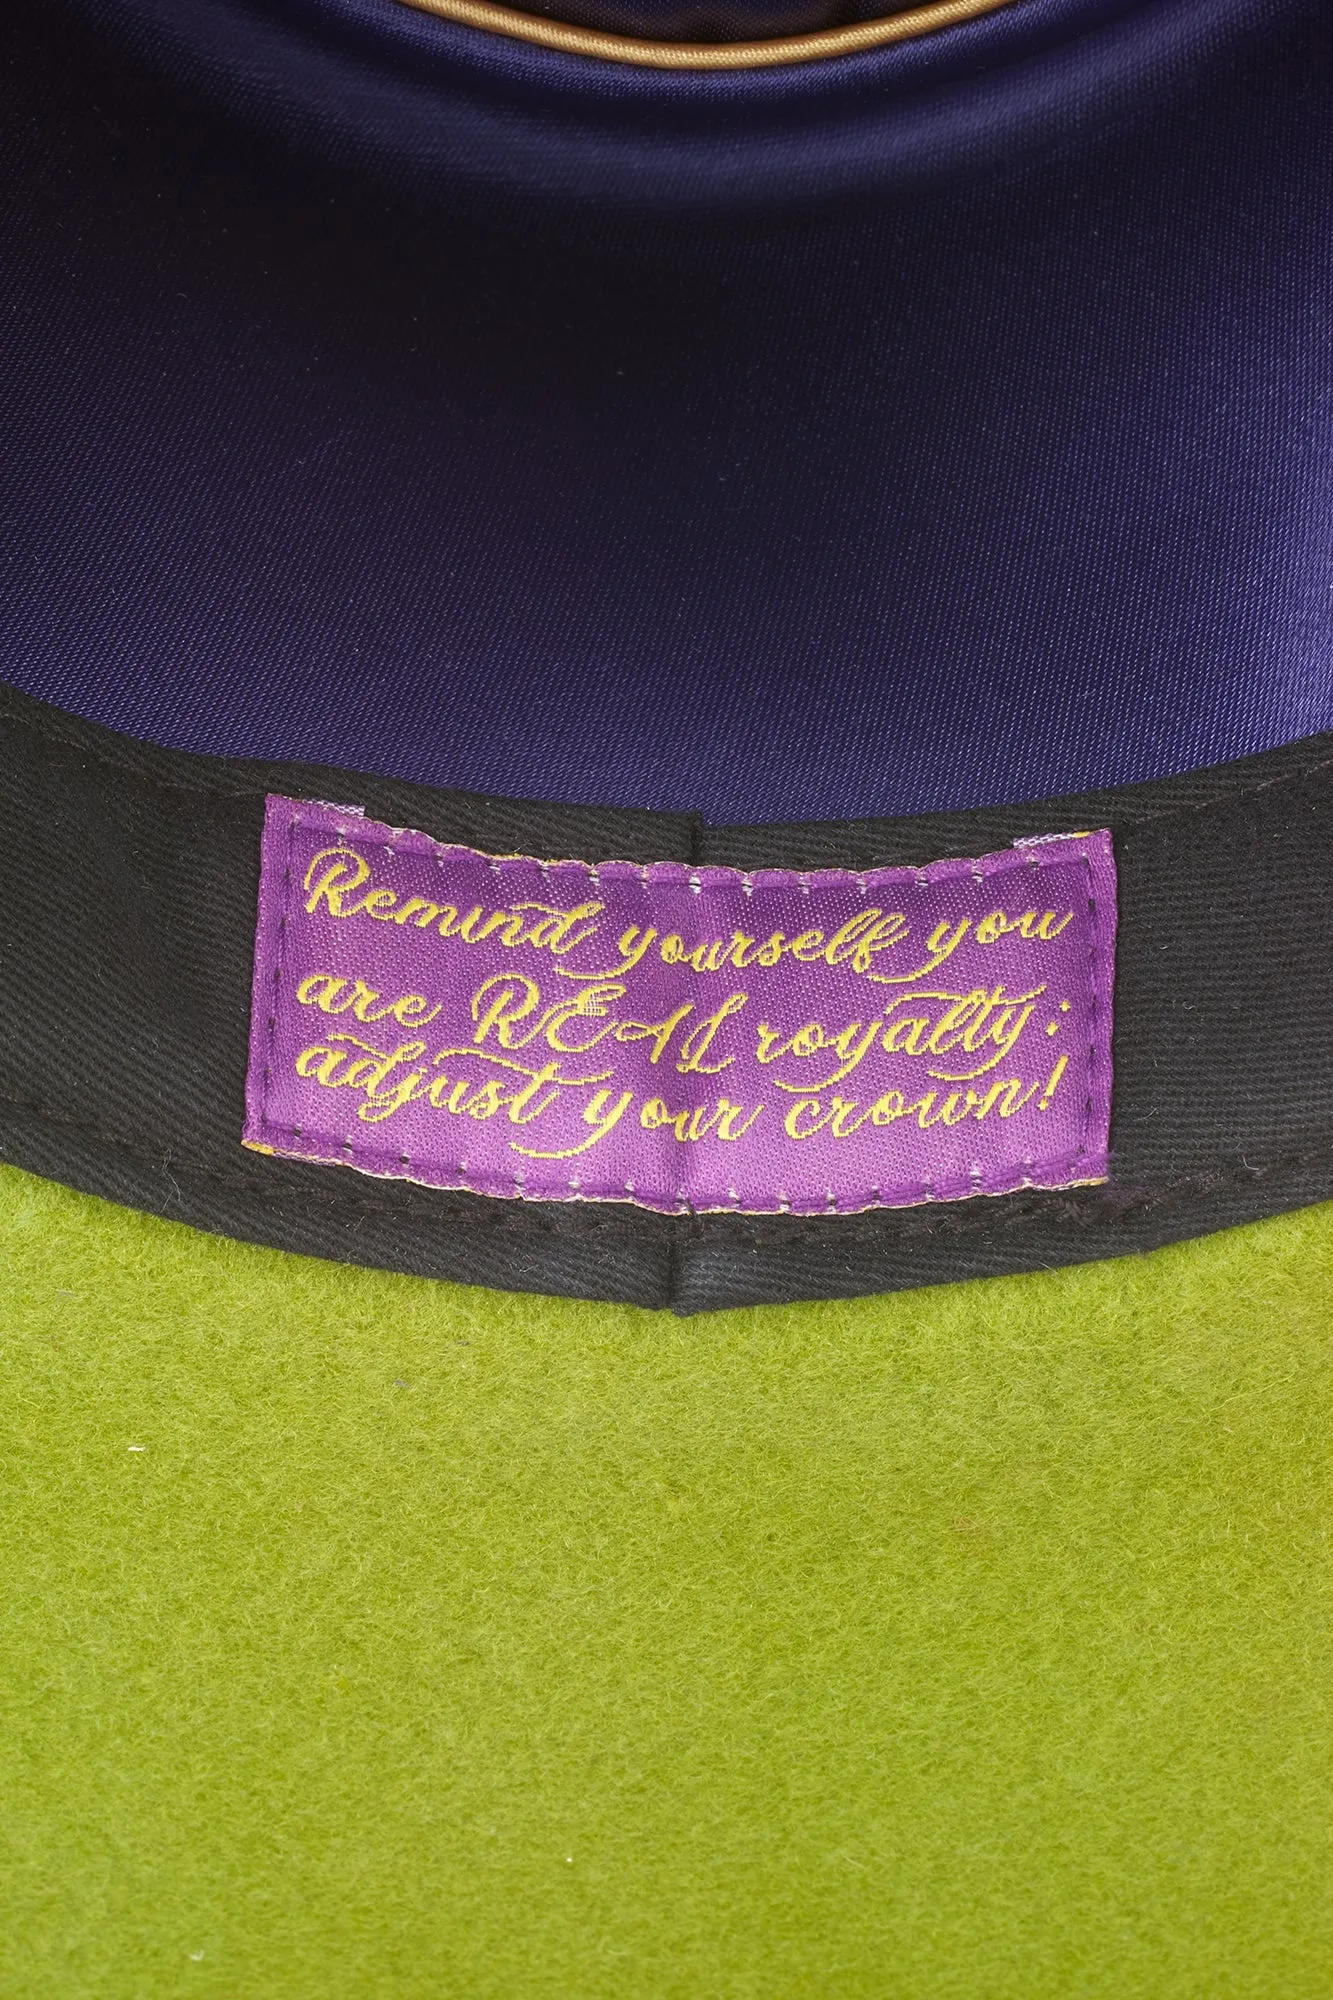 Remind yourself you
are REAL royalty;
adjust your crown!